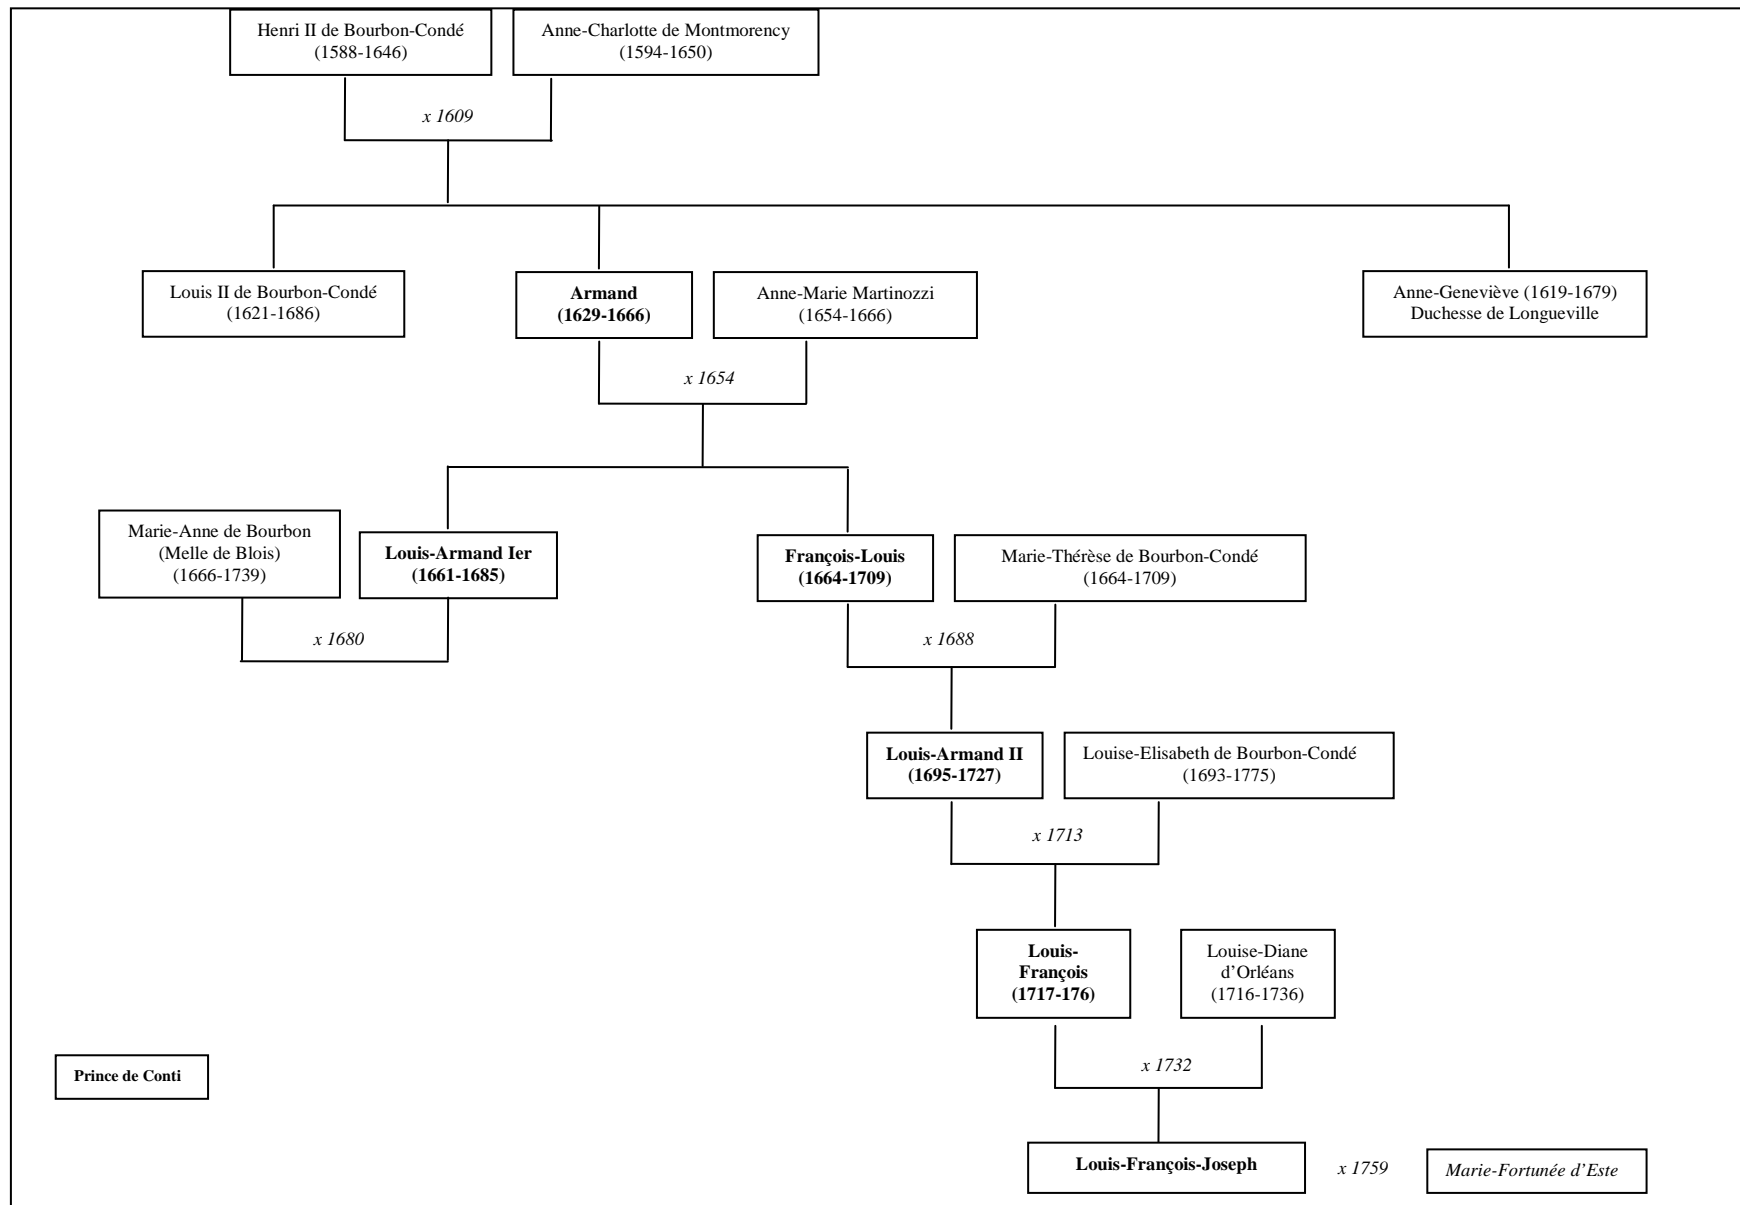 Henri II de Bourbon-Condé
(1588-1646)
Anne-Charlotte de Montmorency
(1594-1650)
x 1609
Louis II de Bourbon-Condé
(1621-1686)
Armand
(1629-1666)
Anne-Marie Martinozzi
(1654-1666)
Anne-Geneviève (1619-1679)
Duchesse de Longueville
x 1654
Marie-Anne de Bourbon
(Melle de Blois)
(1666-1739)
Louis-Armand Ier
(1661-1685)
François-Louis
(1664-1709)
Marie-Thérèse de Bourbon-Condé
(1664-1709)
x 1680
x 1688
Louis-Armand II
(1695-1727)
Louise-Elisabeth de Bourbon-Condé
(1693-1775)
x 1713
Louis-
François
(1717-176)
Louise-Diane
d’Orléans
(1716-1736)
x 1732
Prince de Conti
Louis-François-Joseph
x 1759
Marie-Fortunée d’Este